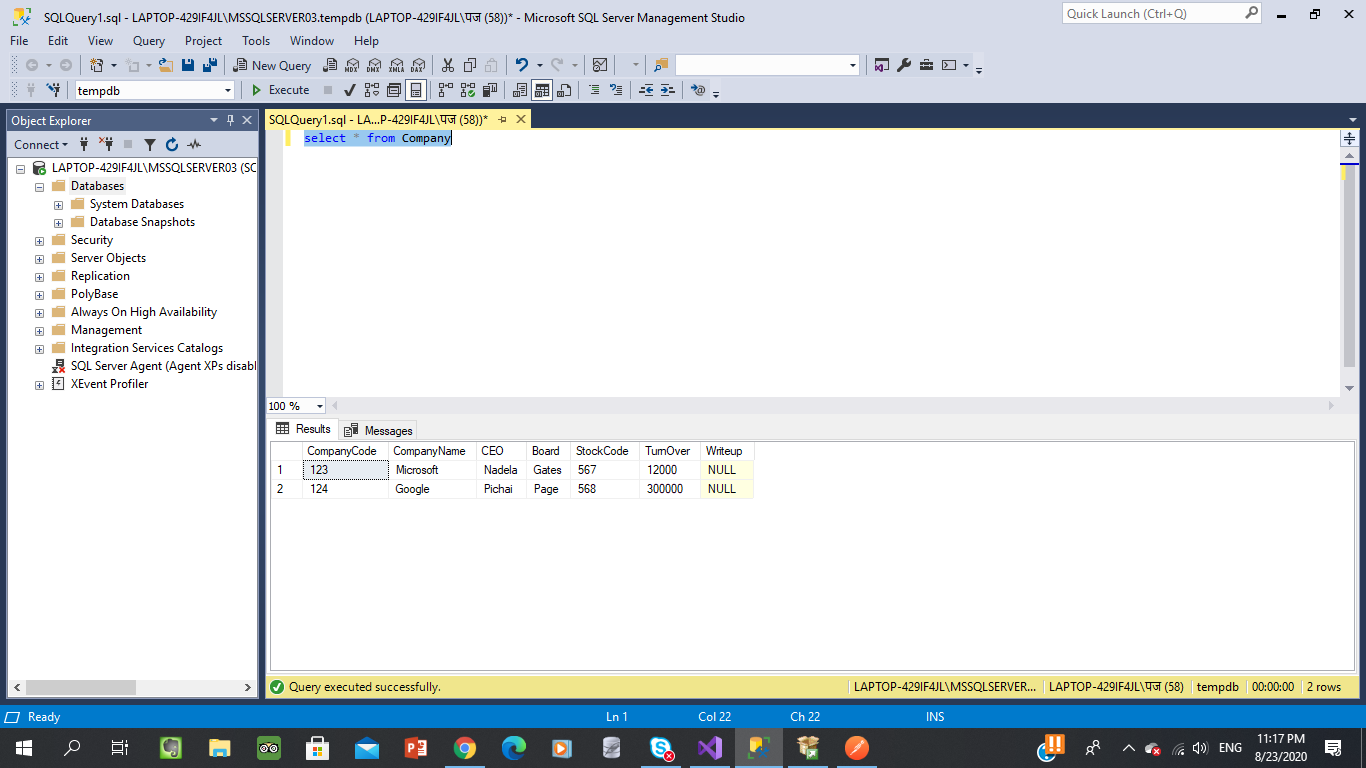 SQLQuery1.sql - LAPTOP-429IF4JL\MSSQLSERVER03.tempdb (LAPTOP-429IF4JL\पज (58))* - Microsoft SQL Server Management Studio
Quick Launch (Ctrl+Q)
File Edit View Query Project Tools Window Help
New Query MDX DMX XMLA DAX
tempdb Execute
Object Explorer
SQLQuery1.sql - LA...P-429IF4JL\पज (58))*
Connect
select * from Company
LAPTOP-429IF4JL\MSSQLSERVER03 (SC
Databases
System Databases
Database Snapshots
Security
Server Objects
Replication
PolyBase
Always On High Availability
Management
Integration Services Catalogs
SQL Server Agent (Agent XPs disabl
XEvent Profiler
100 %
Results Messages
CompanyCode CompanyName CEO Board StockCode TurnOver Writeup
1 123 Microsoft Nadela Gates 567 12000 NULL
2 124 Google Pichai Page 568 300000 NULL
Query executed successfully. LAPTOP-429IF4JL\MSSQLSERVER... LAPTOP-429IF4JL\पज (58) tempdb 00:00:00 2 rows
Ready Ln 1 Col 22 Ch 22 INS
ENG
11:17 PM
8/23/2020